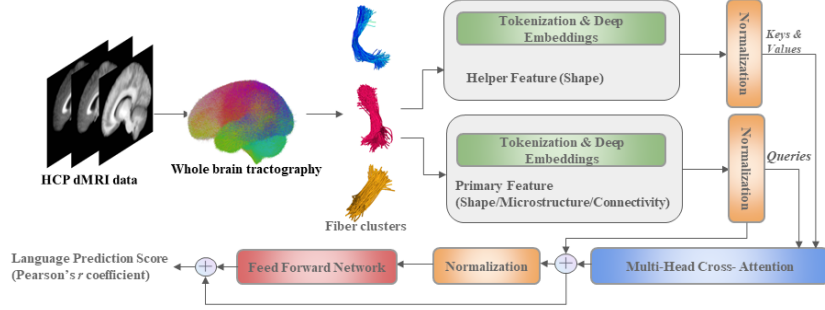 HCP dMRI data
Whole brain tractography
Fiber clusters
Tokenization & Deep
Embeddings
Helper Feature (Shape)
Normalization
Keys &
Values
Tokenization & Deep
Embeddings
Primary Feature
(Shape/Microstructure/Connectivity)
Normalization
Queries
Language Prediction Score
(Pearson's r coefficient)
Feed Forward Network
Normalization
Multi-Head Cross- Attention